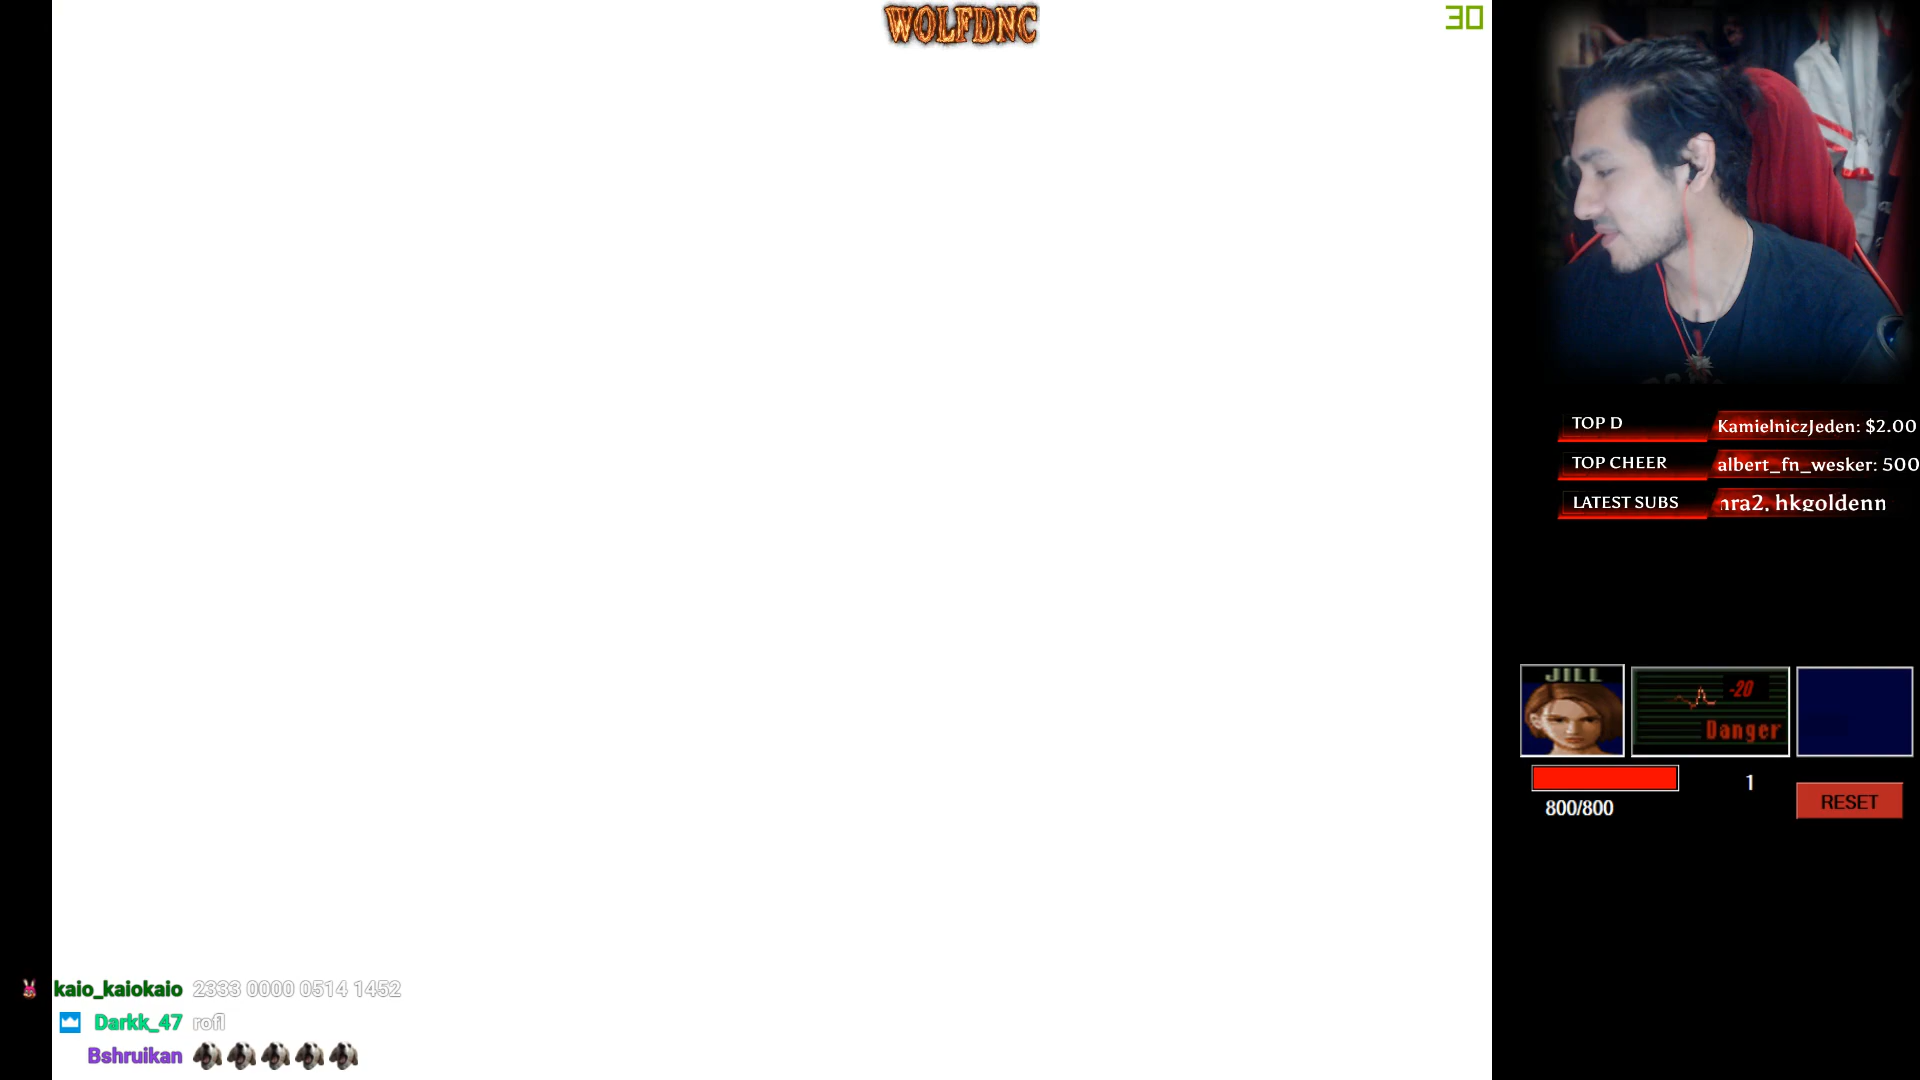 WOLFDNC
30
TOP D
KamielniczJeden: $2.00
TOP CHEER
albert_fn_wesker: 500
LATEST SUBS
nra2, hkgoldenn
JILL
-20
Danger
800/800
1
RESET
kaio_kaiokaio 2333 0000 0514 1452
Darkk_47 rofl
Bshruikan